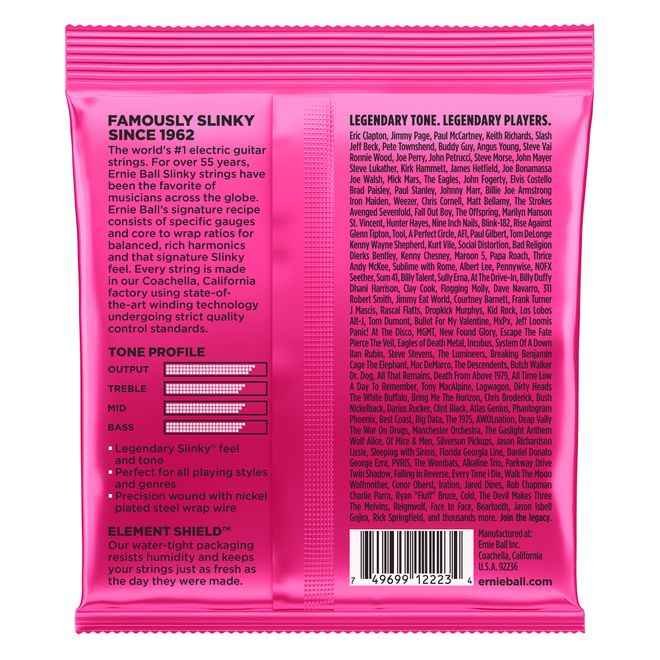 FAMOUSLY SLINKY
SINCE 1962
The world's #1 electric guitar
strings. For over 55 years,
Ernie Ball Slinky strings have
been the favorite of
musicians across the globe.
Ernie Ball's signature recipe
consists of specific gauges
and core to wrap ratios for
balanced, rich harmonics
and that signature Slinky
feel. Every string is made
in our Coachella, California
factory using state-of-
the-art winding technology
undergoing strict quality
control standards.
TONE PROFILE
OUTPUT
TREBLE
MID
BASS
Legendary Slinky® feel
and tone
Perfect for all playing styles
and genres
Precision wound with nickel
plated steel wrap wire
ELEMENT SHIELD™
Our water-tight packaging
resists humidity and keeps
your strings just as fresh as
the day they were made.
LEGENDARY TONE. LEGENDARY PLAYERS.
Eric Clapton, Jimmy Page, Paul McCartney, Keith Richards, Slash
Jeff Beck, Pete Townshend, Buddy Guy, Angus Young, Steve Vai
Ronnie Wood, Joe Perry, John Petrucci, Steve Morse, John Mayer
Steve Lukather, Kirk Hammett, James Hetfield, Joe Bonamassa
Joe Walsh, Mick Mars, The Eagles, John Fogerty, Elvis Costello
Brad Paisley, Paul Stanley, Johnny Marr, Billie Joe Armstrong
Iron Maiden, Weezer, Chris Cornell, Matt Bellamy, The Strokes
Avenged Sevenfold, Fall Out Boy, The Offspring, Marilyn Manson
St. Vincent, Hunter Hayes, Nine Inch Nails, Blink-182, Rise Against
Glenn Tipton, Tool, A Perfect Circle, AFI, Paul Gilbert, Tom DeLonge
Kenny Wayne Shepherd, Kurt Vile, Social Distortion, Bad Religion
Dierks Bentley, Kenny Chesney, Maroon 5, Papa Roach, Thrice
Andy McKee, Sublime with Rome, Albert Lee, Pennywise, NOFX
Seether, Sum 41, Billy Talent, Sully Erna, At The Drive-In, Billy Duffy
Dhani Harrison, Clay Cook, Flogging Molly, Dave Navarro, 311
Robert Smith, Jimmy Eat World, Courtney Barnett, Frank Turner
J Mascis, Rascal Flatts, Dropkick Murphys, Kid Rock, Los Lobos
Alt-J, Tom Dumont, Bullet For My Valentine, MxPx, Jeff Loomis
Panic! At The Disco, MGMT, New Found Glory, Escape The Fate
Pierce The Veil, Eagles of Death Metal, Incubus, System Of A Down
Ilan Rubin, Steve Stevens, The Lumineers, Breaking Benjamin
Cage The Elephant, Mac DeMarco, The Descendents, Butch Walker
Dr. Dog, All That Remains, Death From Above 1979, All Time Low
A Day To Remember, Tony MacAlpine, Lagwagon, Dirty Heads
The White Buffalo, Bring Me The Horizon, Chris Broderick, Bush
Nickelback, Darius Rucker, Clint Black, Atlas Genius, Phantogram
Phoenix, Best Coast, Big Data, The 1975, AWOLnation, Deap Vally
The War On Drugs, Manchester Orchestra, The Gaslight Anthem
Wolf Alice, Of Mice & Men, Silversun Pickups, Jason Richardson
Lissie, Sleeping with Sirens, Florida Georgia Line, Daniel Donato
George Ezra, PVRIS, The Wombats, Alkaline Trio, Parkway Drive
Twin Shadow, Falling in Reverse, Every Time I Die, Walk The Moon
Wolfmother, Conor Oberst, Iration, Jared Dines, Rob Chapman
Charlie Parra, Ryan "Fluff" Bruce, Cold, The Devil Makes Three
The Melvins, Reignwolf, Face In Face, Beartooth, Jason Isbell
Gojira, Rick Springfield, and thousands more. Join the legacy.
Manufactured at:
Ernie Ball Inc.
Coachella, California
U.S.A. 92236
ernieball.com
7 49699 12223 4